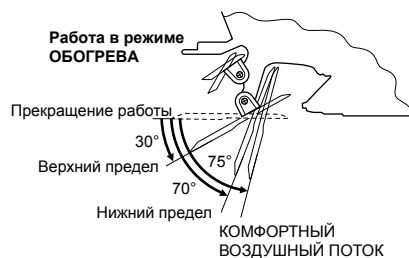 Работа в режиме
ОБОГРЕВА
Прекращение работы
30°
Верхний предел
75°
70°
Нижний предел
КОМФОРТНЫЙ
ВОЗДУШНЫЙ ПОТОК